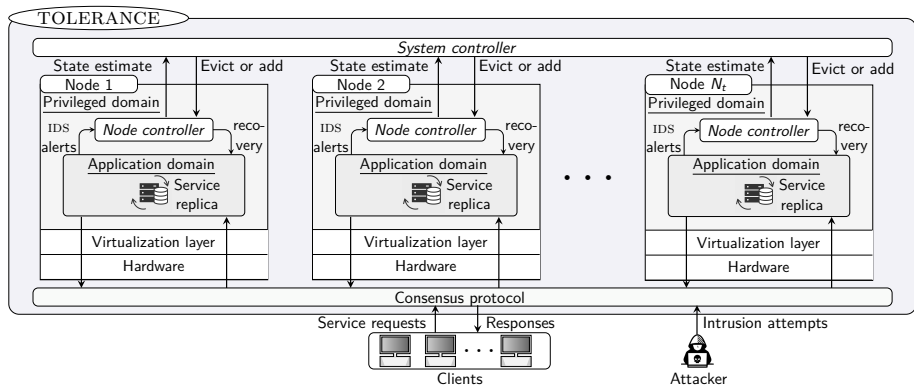 TOLERANCE
System controller
State estimate
Evict or add
State estimate
Evict or add
State estimate
Evict or add
Node 1
Privileged domain
IDS
alerts
Node controller
reco-
very
Application domain
Service
replica
Virtualization layer
Hardware
Node 2
Privileged domain
IDS
alerts
Node controller
reco-
very
Application domain
Service
replica
Virtualization layer
Hardware
. . .
Node Nt
Privileged domain
IDS
alerts
Node controller
reco-
very
Application domain
Service
replica
Virtualization layer
Hardware
Consensus protocol
Service requests
Responses
Intrusion attempts
. . .
Clients
Attacker